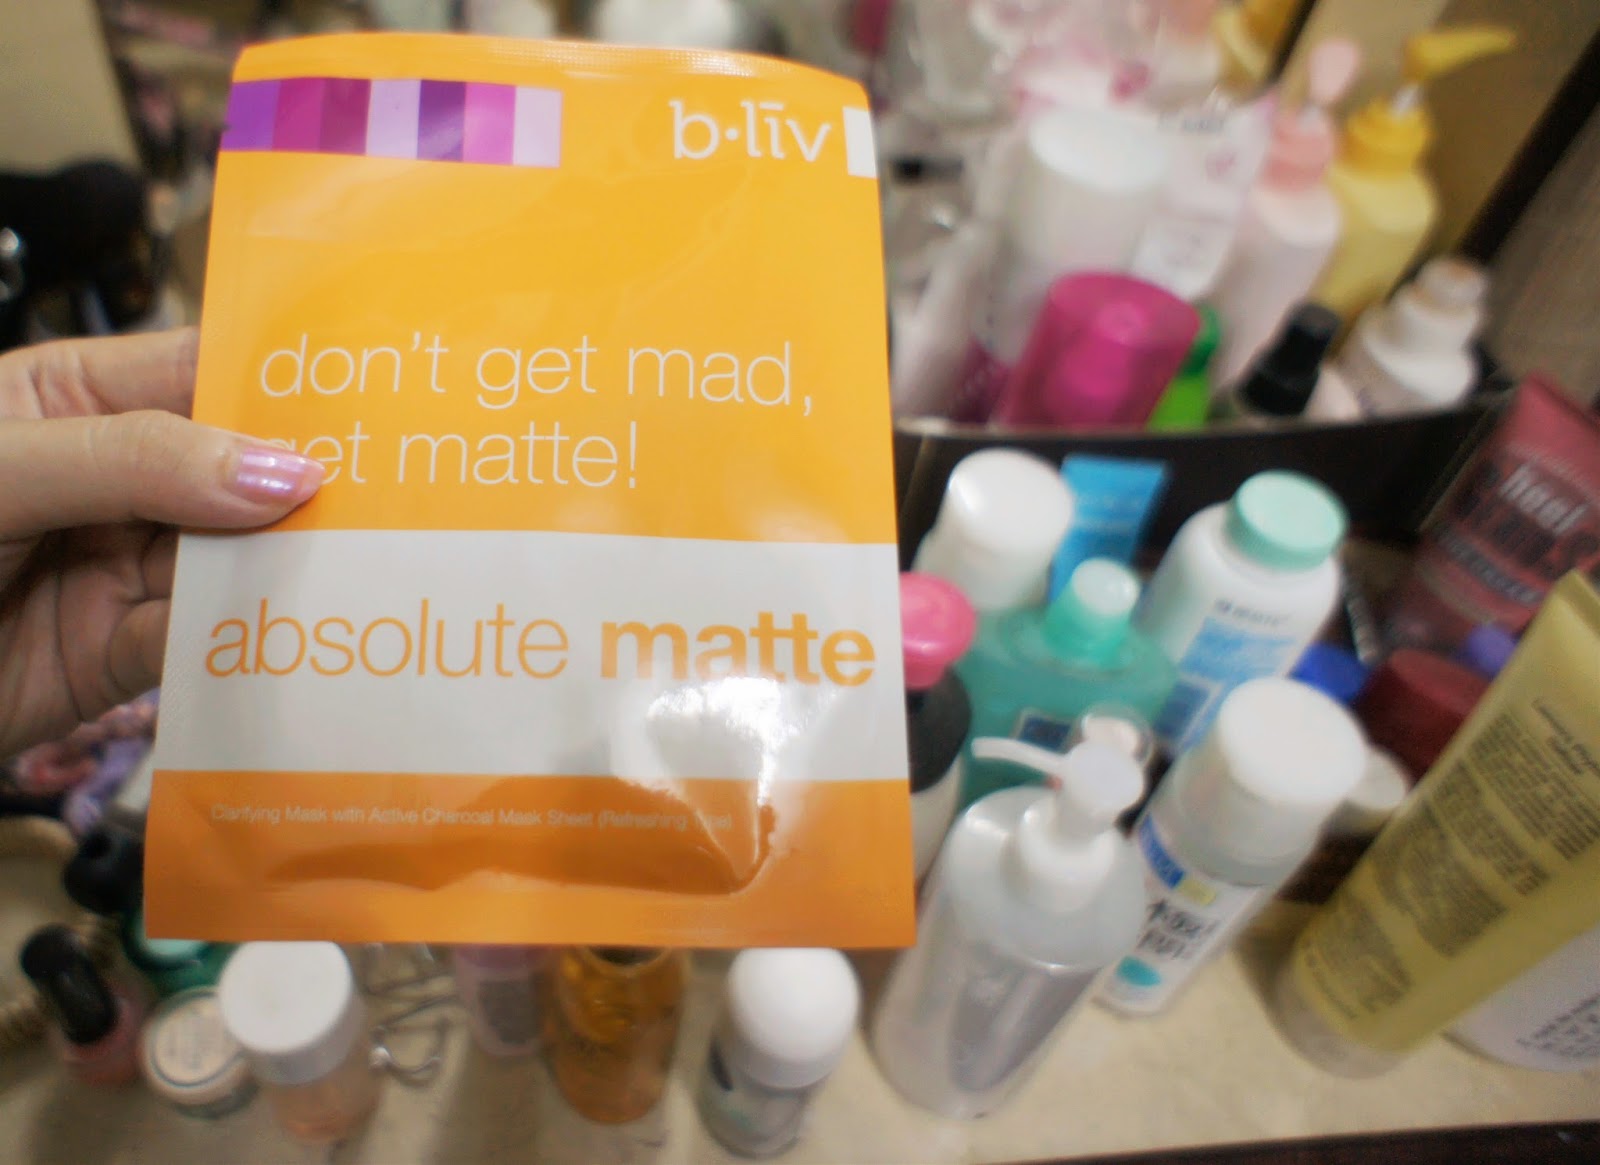 b·līv
don't get mad,
get matte!
absolute matte
Clarifying Mask with Active Charcoal Mask Sheet (Refreshing Type)